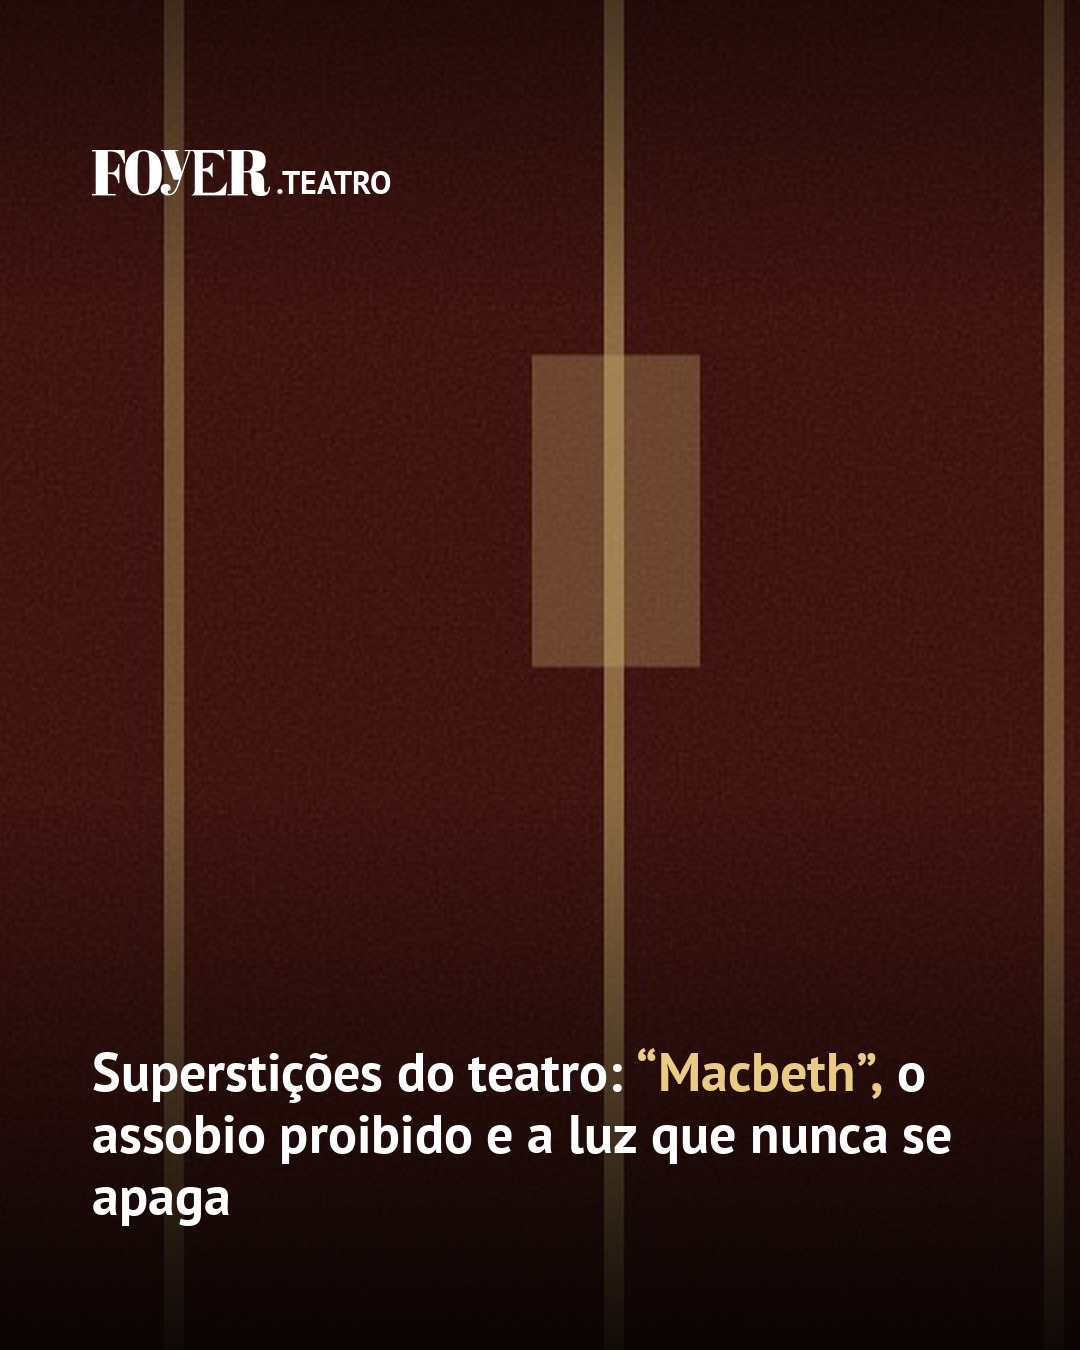 FOyER .TEATRO
Superstições do teatro: “Macbeth”, o
assobio proibido e a luz que nunca se
apaga